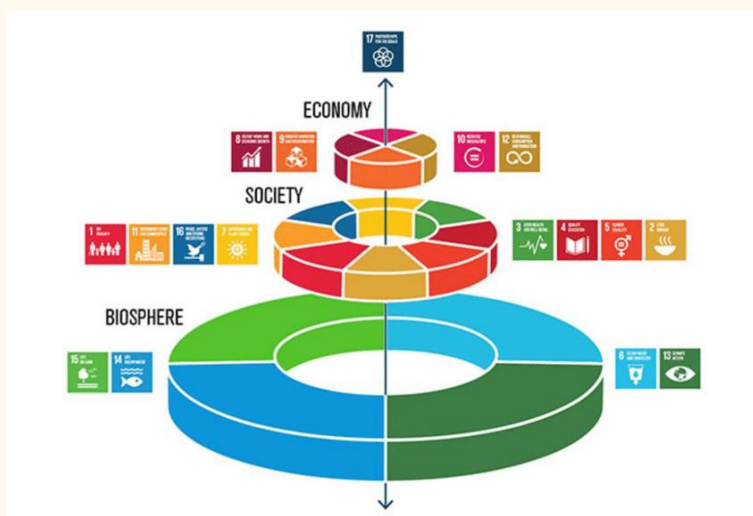 17 PARTNERSHIPS
FOR THE GOALS
ECONOMY
8 DECENT WORK AND
ECONOMIC GROWTH
9 INDUSTRY, INNOVATION
AND INFRASTRUCTURE
10 REDUCED
INEQUALITIES
12 RESPONSIBLE
CONSUMPTION
AND PRODUCTION
SOCIETY
1 NO
POVERTY
11 SUSTAINABLE CITIES
AND COMMUNITIES
16 PEACE, JUSTICE
AND STRONG
INSTITUTIONS
7 AFFORDABLE AND
CLEAN ENERGY
3 GOOD HEALTH
AND WELL-BEING
4 QUALITY
EDUCATION
5 GENDER
EQUALITY
2 ZERO
HUNGER
BIOSPHERE
15 LIFE
ON LAND
14 LIFE
BELOW WATER
6 CLEAN WATER
AND SANITATION
13 CLIMATE
ACTION